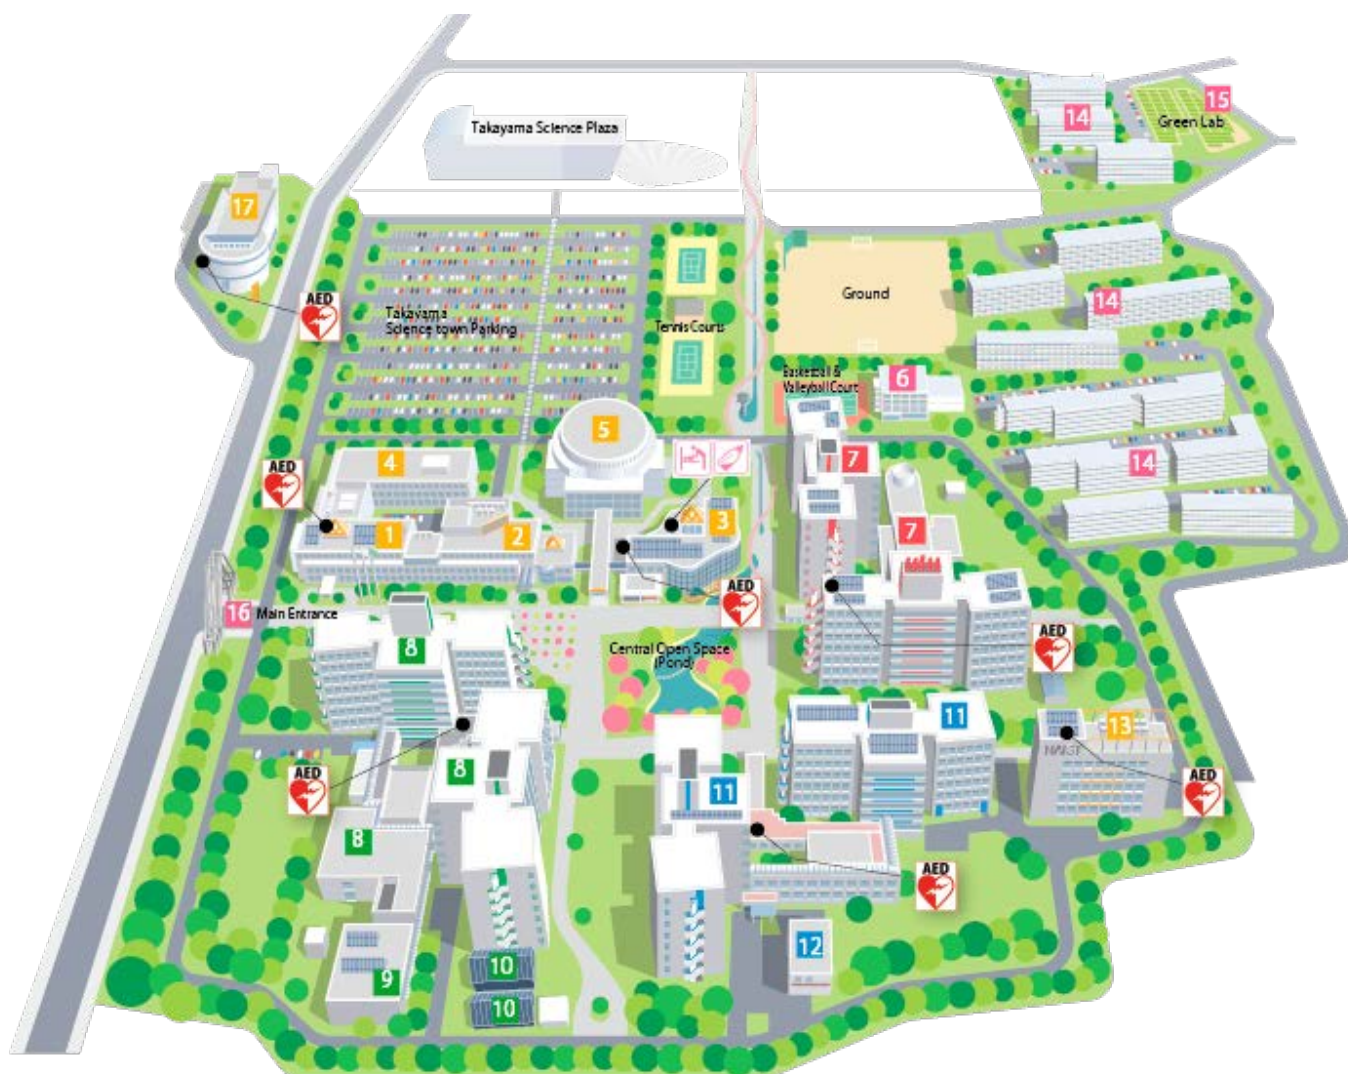 Takayama Science Plaza
14
15
Green Lab
17
AED
Takayama
Science town Parking
Tennis Courts
Ground
14
Basketball &
Valleyball Court
6
5
4
AED
1
2
3
7
7
14
AED
16
Main Entrance
8
Central Open Space
(Pond)
AED
11
13
NAIST
8
11
AED
AED
8
AED
12
9
10
10